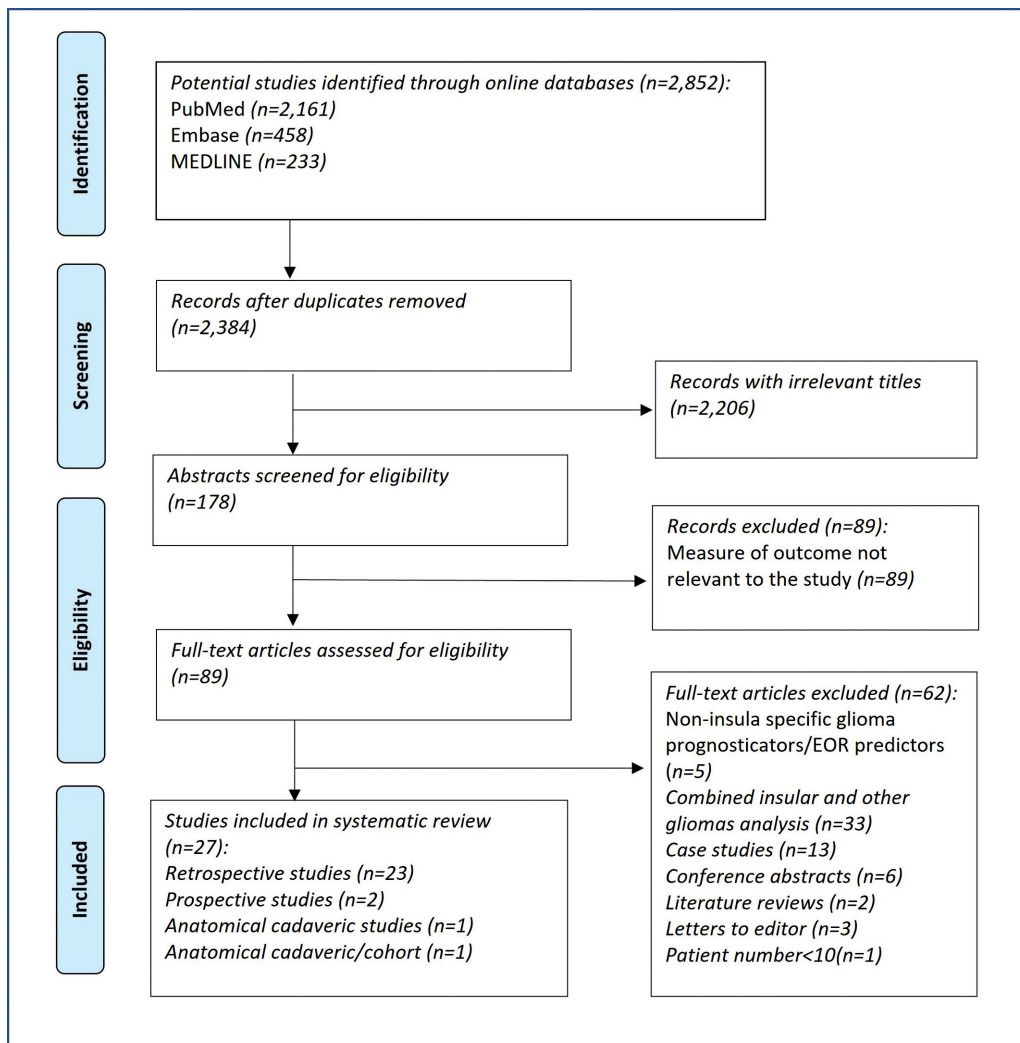 Identification
Potential studies identified through online databases (n=2,852):
PubMed (n=2,161)
Embase (n=458)
MEDLINE (n=233)
Screening
Records after duplicates removed
(n=2,384)
Records with irrelevant titles
(n=2,206)
Abstracts screened for eligibility
(n=178)
Eligibility
Records excluded (n=89):
Measure of outcome not
relevant to the study (n=89)
Full-text articles assessed for eligibility
(n=89)
Full-text articles excluded (n=62):
Non-insula specific glioma
prognosticators/EOR predictors
(n=5)
Combined insular and other
gliomas analysis (n=33)
Case studies (n=13)
Conference abstracts (n=6)
Literature reviews (n=2)
Letters to editor (n=3)
Patient number<10(n=1)
Included
Studies included in systematic review
(n=27):
Retrospective studies (n=23)
Prospective studies (n=2)
Anatomical cadaveric studies (n=1)
Anatomical cadaveric/cohort (n=1)